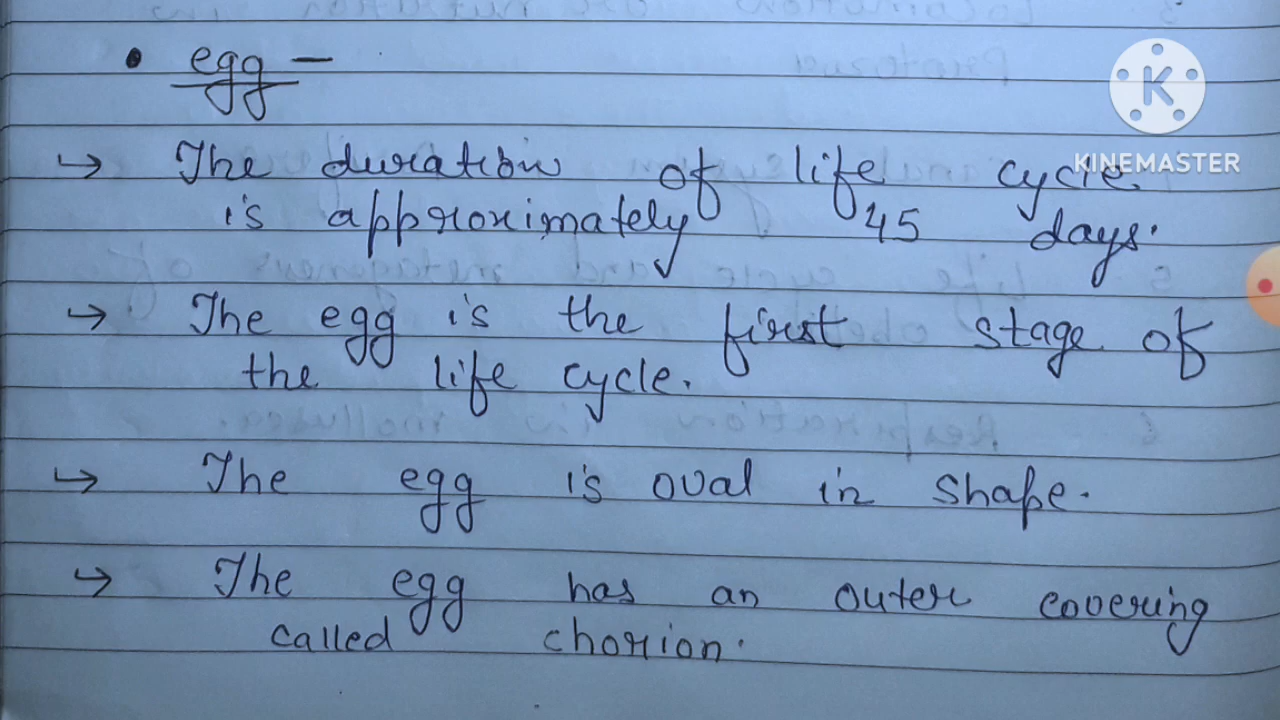 • egg –
→ The duration of life cycle
is approximately 45 days.
→ The egg is the first stage of
the life cycle.
→ The egg is oval in shape.
→ The egg has an outer covering
called chorion.
K
KINEMASTER